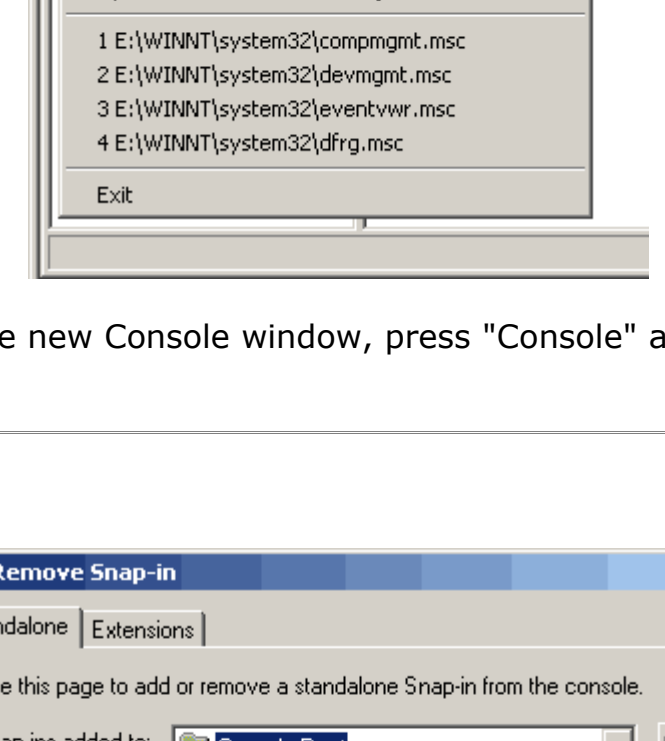 1 E:\WINNT\system32\compmgmt.msc
2 E:\WINNT\system32\devmgmt.msc
3 E:\WINNT\system32\eventvwr.msc
4 E:\WINNT\system32\dfrg.msc
Exit
e new Console window, press "Console" a
Remove Snap-in
ndalone Extensions
e this page to add or remove a standalone Snap-in from the console.